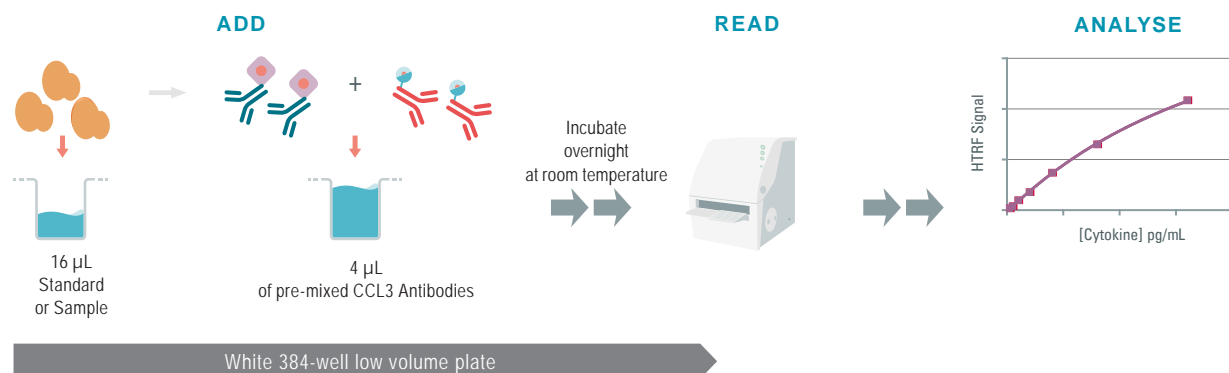 ADD
READ
ANALYSE
+
Incubate
overnight
at room temperature
HTRF Signal
[Cytokine] pg/mL
16 µL
Standard
or Sample
4 µL
of pre-mixed CCL3 Antibodies
White 384-well low volume plate